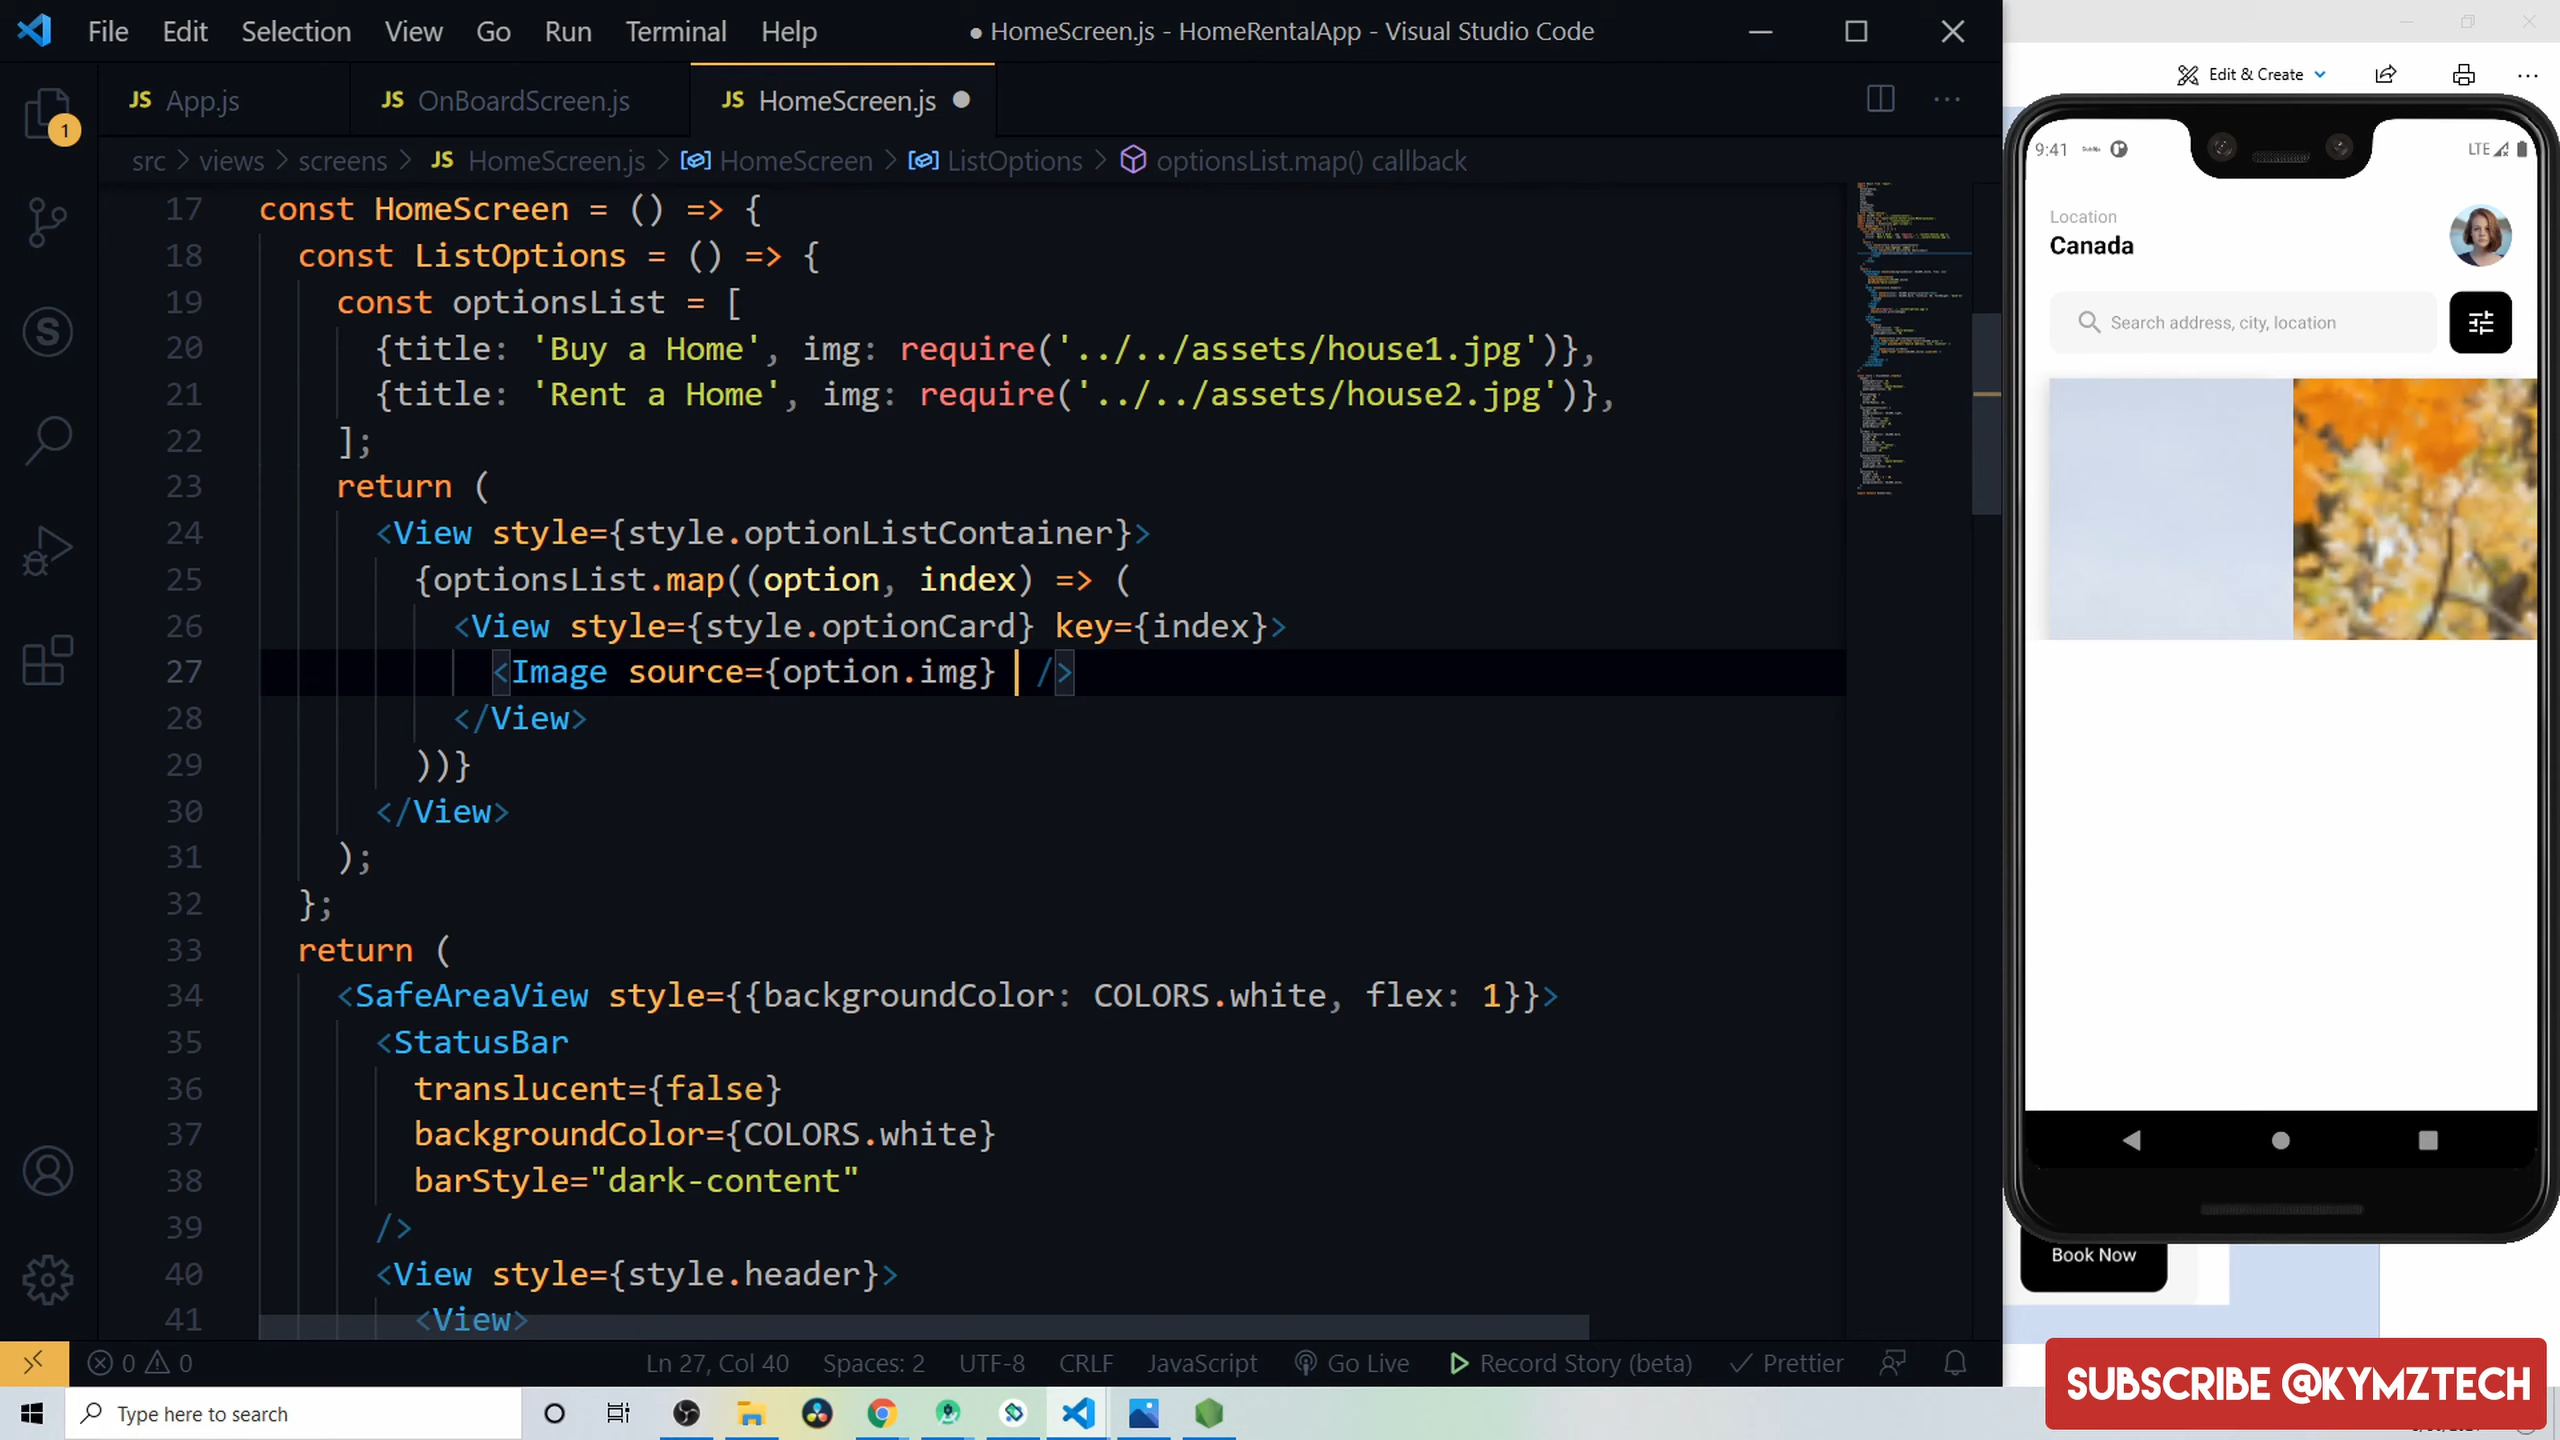 File Edit Selection View Go Run Terminal Help ● HomeScreen.js - HomeRentalApp - Visual Studio Code
JS App.js JS OnBoardScreen.js JS HomeScreen.js
1
src > views > screens > JS HomeScreen.js > HomeScreen > ListOptions > optionsList.map() callback
17 const HomeScreen = () => {
18 const ListOptions = () => {
19 const optionsList = [
20 {title: 'Buy a Home', img: require('../../assets/house1.jpg')},
21 {title: 'Rent a Home', img: require('../../assets/house2.jpg')},
22 ];
23 return (
24 <View style={style.optionListContainer}>
25 {optionsList.map((option, index) => (
26 <View style={style.optionCard} key={index}>
27 <Image source={option.img} />
28 </View>
29 ))}
30 </View>
31 );
32 };
33 return (
34 <SafeAreaView style={{backgroundColor: COLORS.white, flex: 1}}>
35 <StatusBar
36 translucent={false}
37 backgroundColor={COLORS.white}
38 barStyle="dark-content"
39 />
40 <View style={style.header}>
41 <View>
0 0 Ln 27, Col 40 Spaces: 2 UTF-8 CRLF JavaScript Go Live Record Story (beta) Prettier
Type here to search
Edit & Create
9:41 LTE
Location
Canada
Search address, city, location
Book Now
SUBSCRIBE @KYMZTECH